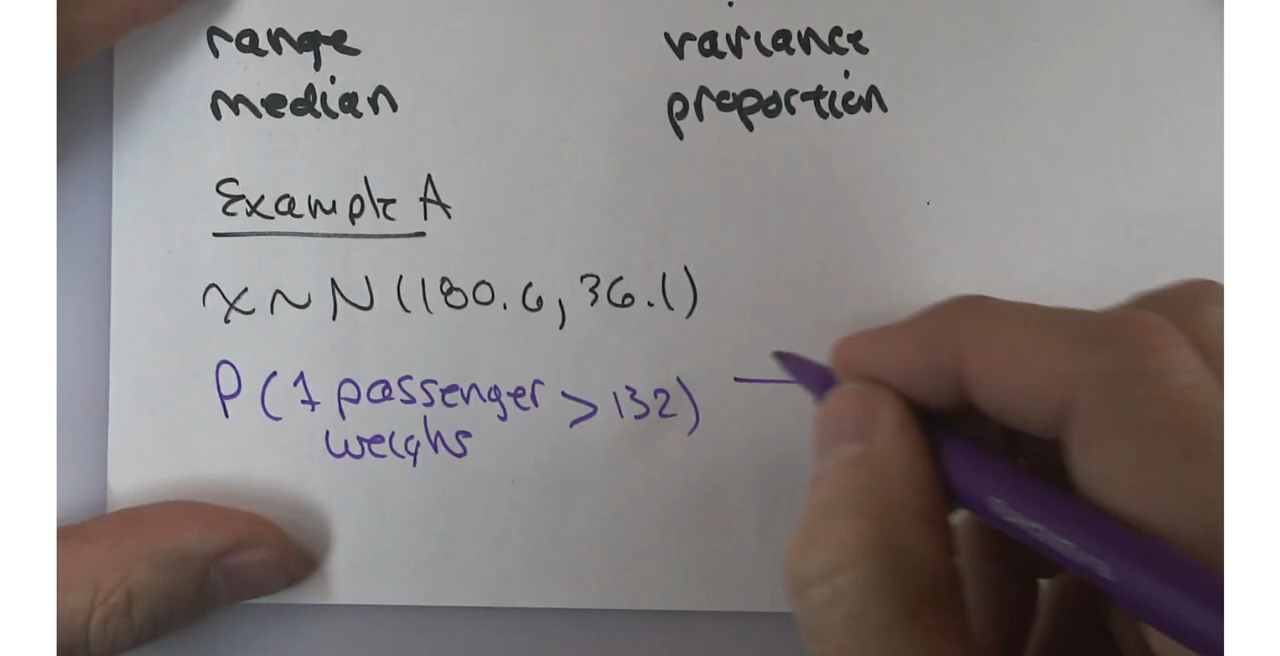 range variance
median proportion
Example A
x ~ N (180.6, 36.1)
P (1 passenger > 132)
weighs